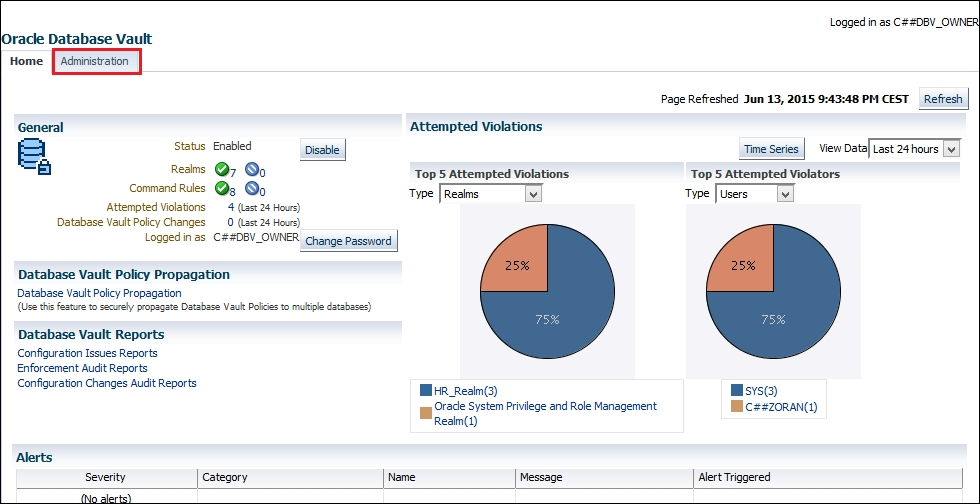 Logged in as C##DBV_OWNER
Oracle Database Vault
Home Administration
Page Refreshed Jun 13, 2015 9:43:48 PM CEST Refresh
General
Status Enabled Disable
Realms 7 0
Command Rules 8 0
Attempted Violations 4 (Last 24 Hours)
Database Vault Policy Changes 0 (Last 24 Hours)
Logged in as C##DBV_OWNER Change Password
Database Vault Policy Propagation
Database Vault Policy Propagation
(Use this feature to securely propagate Database Vault Policies to multiple databases)
Database Vault Reports
Configuration Issues Reports
Enforcement Audit Reports
Configuration Changes Audit Reports
Attempted Violations
Time Series View Data Last 24 hours
Top 5 Attempted Violations
Type Realms
25%
75%
HR_Realm(3)
Oracle System Privilege and Role Management
Realm(1)
Top 5 Attempted Violators
Type Users
25%
75%
SYS(3)
C##ZORAN(1)
Alerts
Severity Category Name Message Alert Triggered
(No alerts)